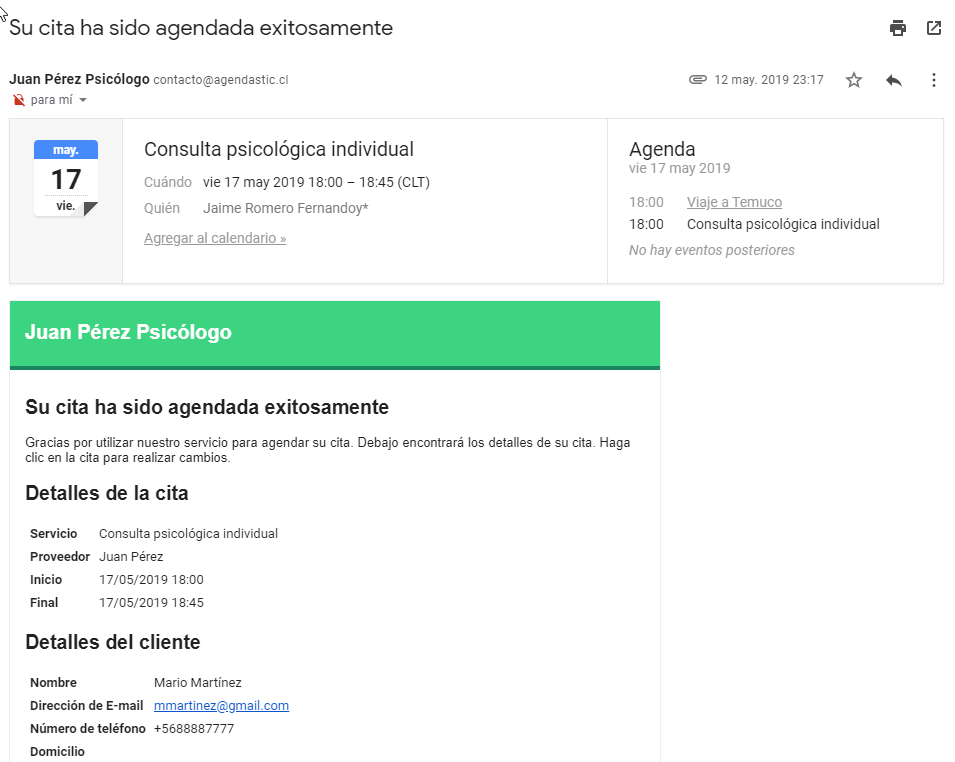 Su cita ha sido agendada exitosamente
Juan Pérez Psicólogo contacto@agendastic.cl
12 may. 2019 23:17
para mí
may.
17
vie.
Consulta psicológica individual
Cuándo vie 17 may 2019 18:00 – 18:45 (CLT)
Quién Jaime Romero Fernandoy*
Agregar al calendario »
Agenda
vie 17 may 2019
18:00 Viaje a Temuco
18:00 Consulta psicológica individual
No hay eventos posteriores
Juan Pérez Psicólogo
Su cita ha sido agendada exitosamente
Gracias por utilizar nuestro servicio para agendar su cita. Debajo encontrará los detalles de su cita. Haga
clic en la cita para realizar cambios.
Detalles de la cita
Servicio Consulta psicológica individual
Proveedor Juan Pérez
Inicio 17/05/2019 18:00
Final 17/05/2019 18:45
Detalles del cliente
Nombre Mario Martínez
Dirección de E-mail mmartinez@gmail.com
Número de teléfono +5688887777
Domicilio